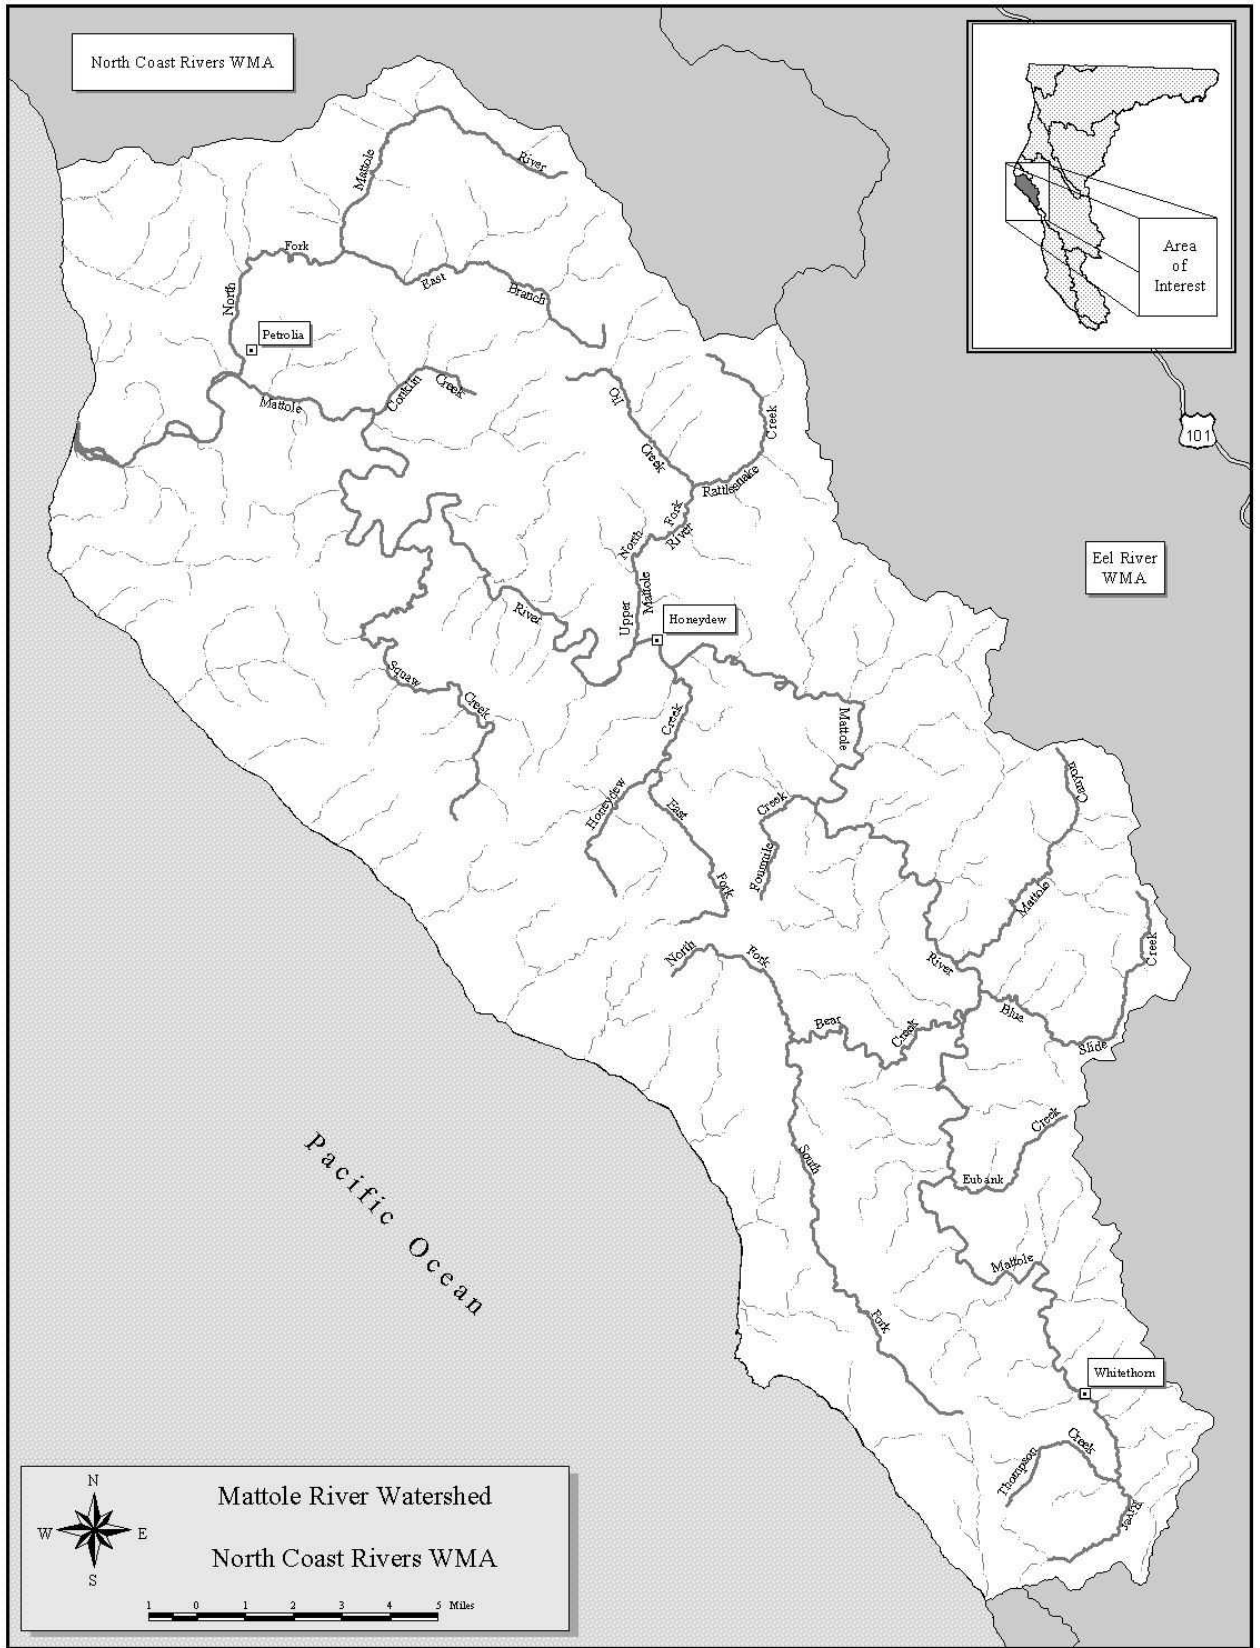 North Coast Rivers WMA
Area
of
Interest
Mattole
River
Fork
North
East
Branch
Petrolia
Mattole
Conklin
Creek
Oil
Creek
Creek
Rattlesnake
101
North
Fork
River
Upper
Mattole
Eel River
WMA
Honeydew
River
Squaw
Creek
Creek
Honeydew
East
Fork
Mattole
Creek
Fourmile
Canyon
Mattole
Creek
North
Fork
River
Bear
Creek
Blue
Slide
Creek
Eubank
South
Fork
Mattole
Pacific Ocean
Whitethorn
Thompson
Creek
River
N
W
E
S
Mattole River Watershed
North Coast Rivers WMA
1 0 1 2 3 4 5 Miles